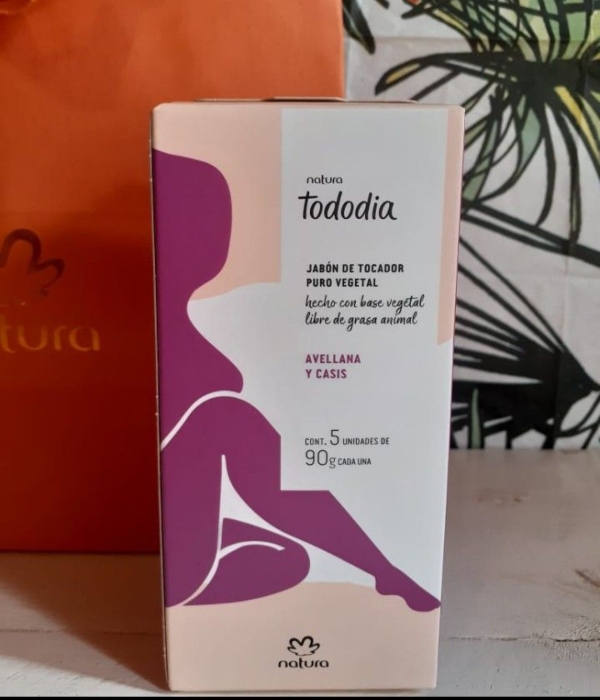 natura
tododia
JABÓN DE TOCADOR
PURO VEGETAL
hecho con base vegetal
libre de grasa animal
AVELLANA
Y CASIS
CONT. 5 UNIDADES DE
90g CADA UNA
natura
tura